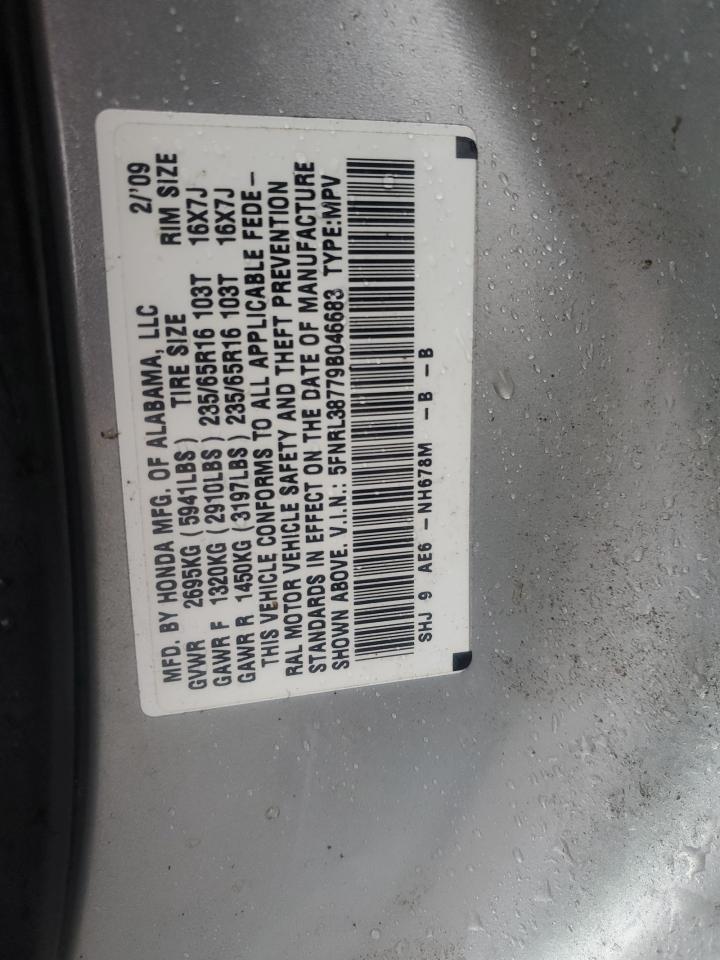 MFD. BY HONDA MFG. OF ALABAMA, LLC 2/'09
GVWR 2695KG (5941LBS) TIRE SIZE RIM SIZE
GAWR F 1320KG (2910LBS) 235/65R16 103T 16X7J
GAWR R 1450KG (3197LBS) 235/65R16 103T 16X7J
THIS VEHICLE CONFORMS TO ALL APPLICABLE FEDE-
RAL MOTOR VEHICLE SAFETY AND THEFT PREVENTION
STANDARDS IN EFFECT ON THE DATE OF MANUFACTURE
SHOWN ABOVE. V.I.N.: 5FNRL38779B046683 TYPE:MPV
SHJ 9 AE6 -NH678M -B -B